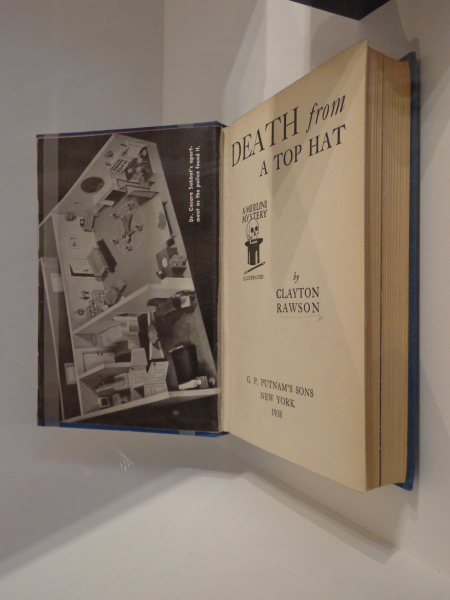 Dr. Cesare Sabbat's apart-
ment as the police found it.
DEATH from
A TOP HAT
A MERLINI
MYSTERY
ILLUSTRATED
by
CLAYTON
RAWSON
G. P. PUTNAM'S SONS
NEW YORK
1938